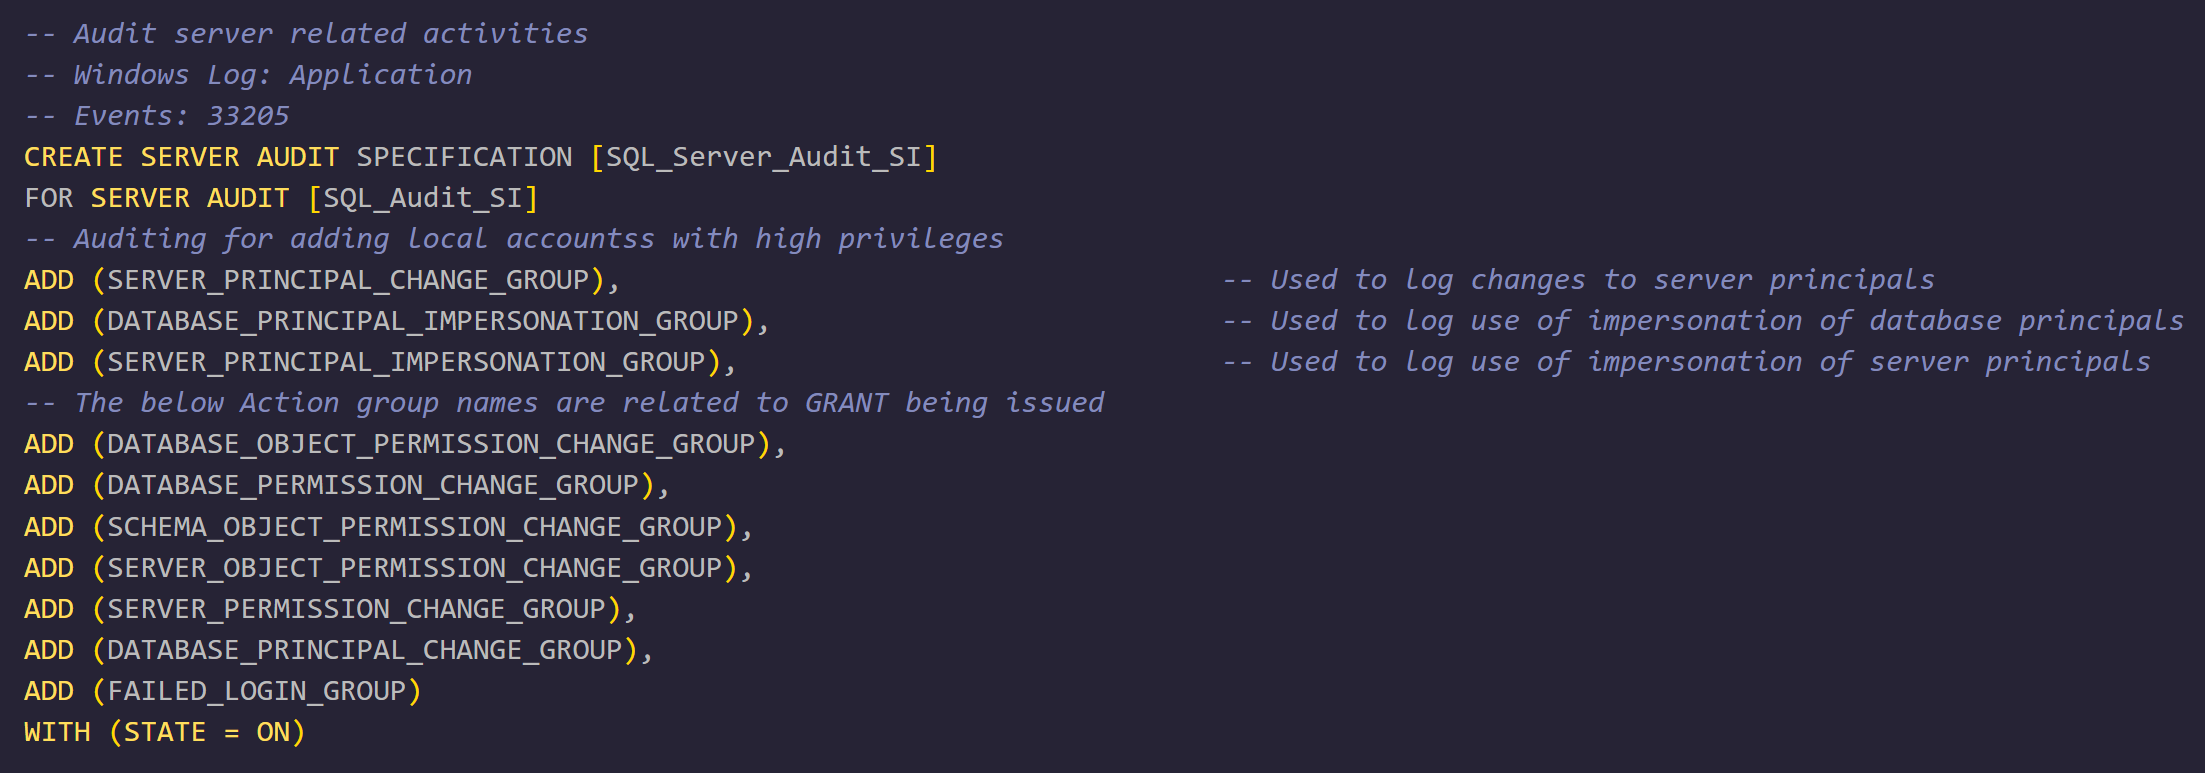 -- Audit server related activities
-- Windows Log: Application
-- Events: 33205
CREATE SERVER AUDIT SPECIFICATION [SQL_Server_Audit_SI]
FOR SERVER AUDIT [SQL_Audit_SI]
-- Auditing for adding local accountss with high privileges
ADD (SERVER_PRINCIPAL_CHANGE_GROUP), -- Used to log changes to server principals
ADD (DATABASE_PRINCIPAL_IMPERSONATION_GROUP), -- Used to log use of impersonation of database principals
ADD (SERVER_PRINCIPAL_IMPERSONATION_GROUP), -- Used to log use of impersonation of server principals
-- The below Action group names are related to GRANT being issued
ADD (DATABASE_OBJECT_PERMISSION_CHANGE_GROUP),
ADD (DATABASE_PERMISSION_CHANGE_GROUP),
ADD (SCHEMA_OBJECT_PERMISSION_CHANGE_GROUP),
ADD (SERVER_OBJECT_PERMISSION_CHANGE_GROUP),
ADD (SERVER_PERMISSION_CHANGE_GROUP),
ADD (DATABASE_PRINCIPAL_CHANGE_GROUP),
ADD (FAILED_LOGIN_GROUP)
WITH (STATE = ON)